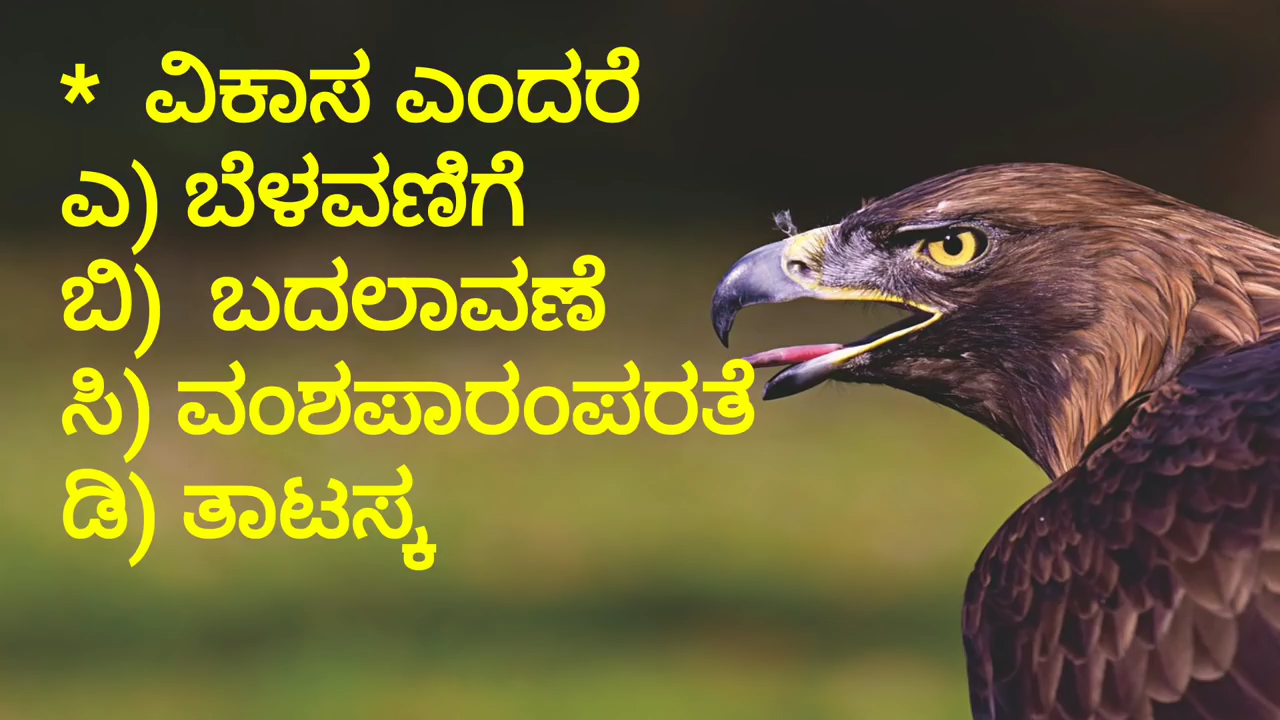 * ವಿಕಾಸ ಎಂದರೆ
ಎ) ಬೆಳವಣಿಗೆ
ಬಿ) ಬದಲಾವಣೆ
ಸಿ) ವಂಶಪಾರಂಪರತೆ
ಡಿ) ತಾಟಸ್ಕ